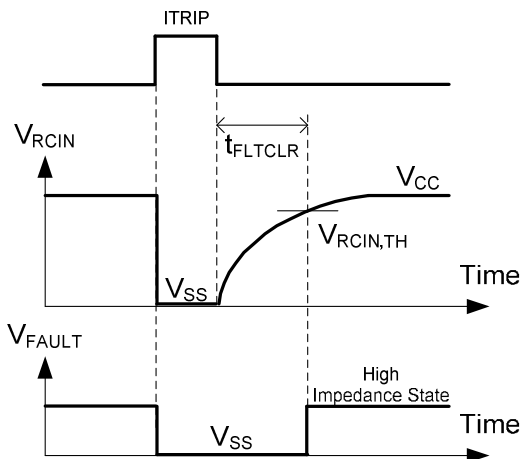 ITRIP
VRCIN
tFLTCLR
VCC
VRCIN,TH
VSS
Time
VFAULT
High
Impedance State
VSS
Time